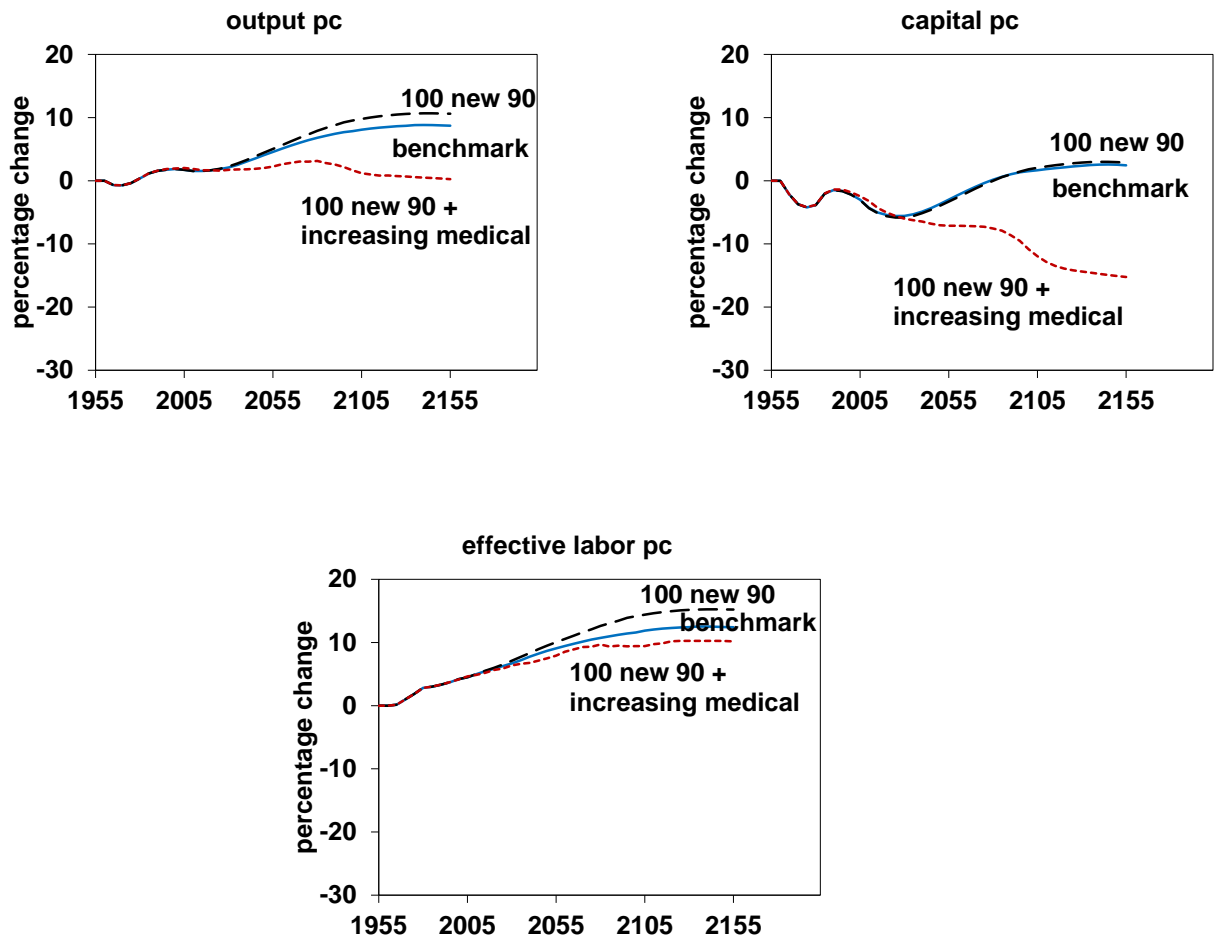 output pc
percentage change
20
10
0
-10
-20
-30
100 new 90
benchmark
100 new 90 +
increasing medical
1955 2005 2055 2105 2155
capital pc
percentage change
20
10
0
-10
-20
-30
100 new 90
benchmark
100 new 90 +
increasing medical
1955 2005 2055 2105 2155
effective labor pc
percentage change
20
10
0
-10
-20
-30
100 new 90
benchmark
100 new 90 +
increasing medical
1955 2005 2055 2105 2155